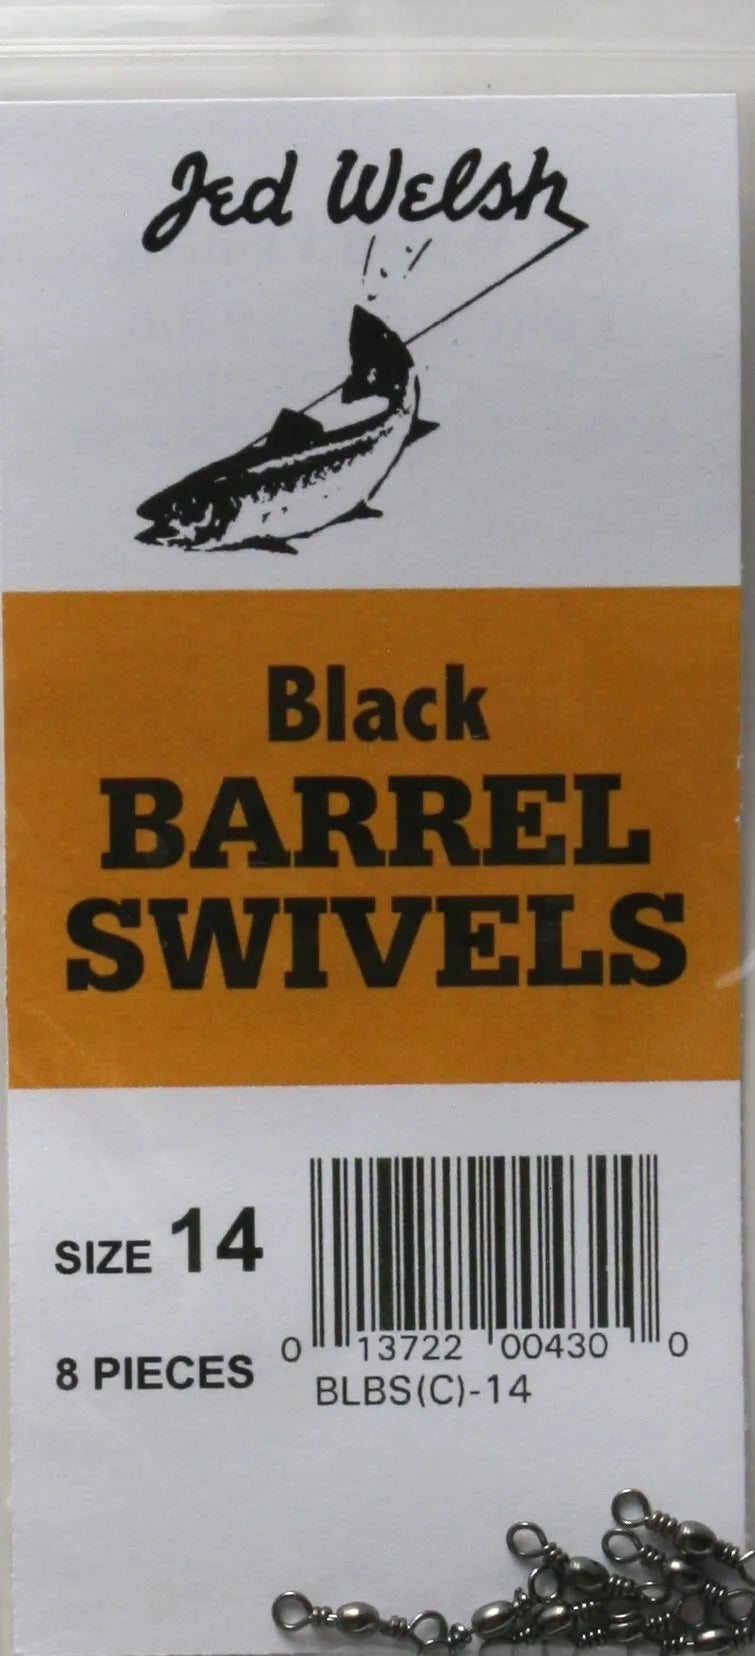 Jed Welsh
Black
BARREL
SWIVELS
SIZE 14
8 PIECES
0 13722 00430 0
BLBS(C)-14